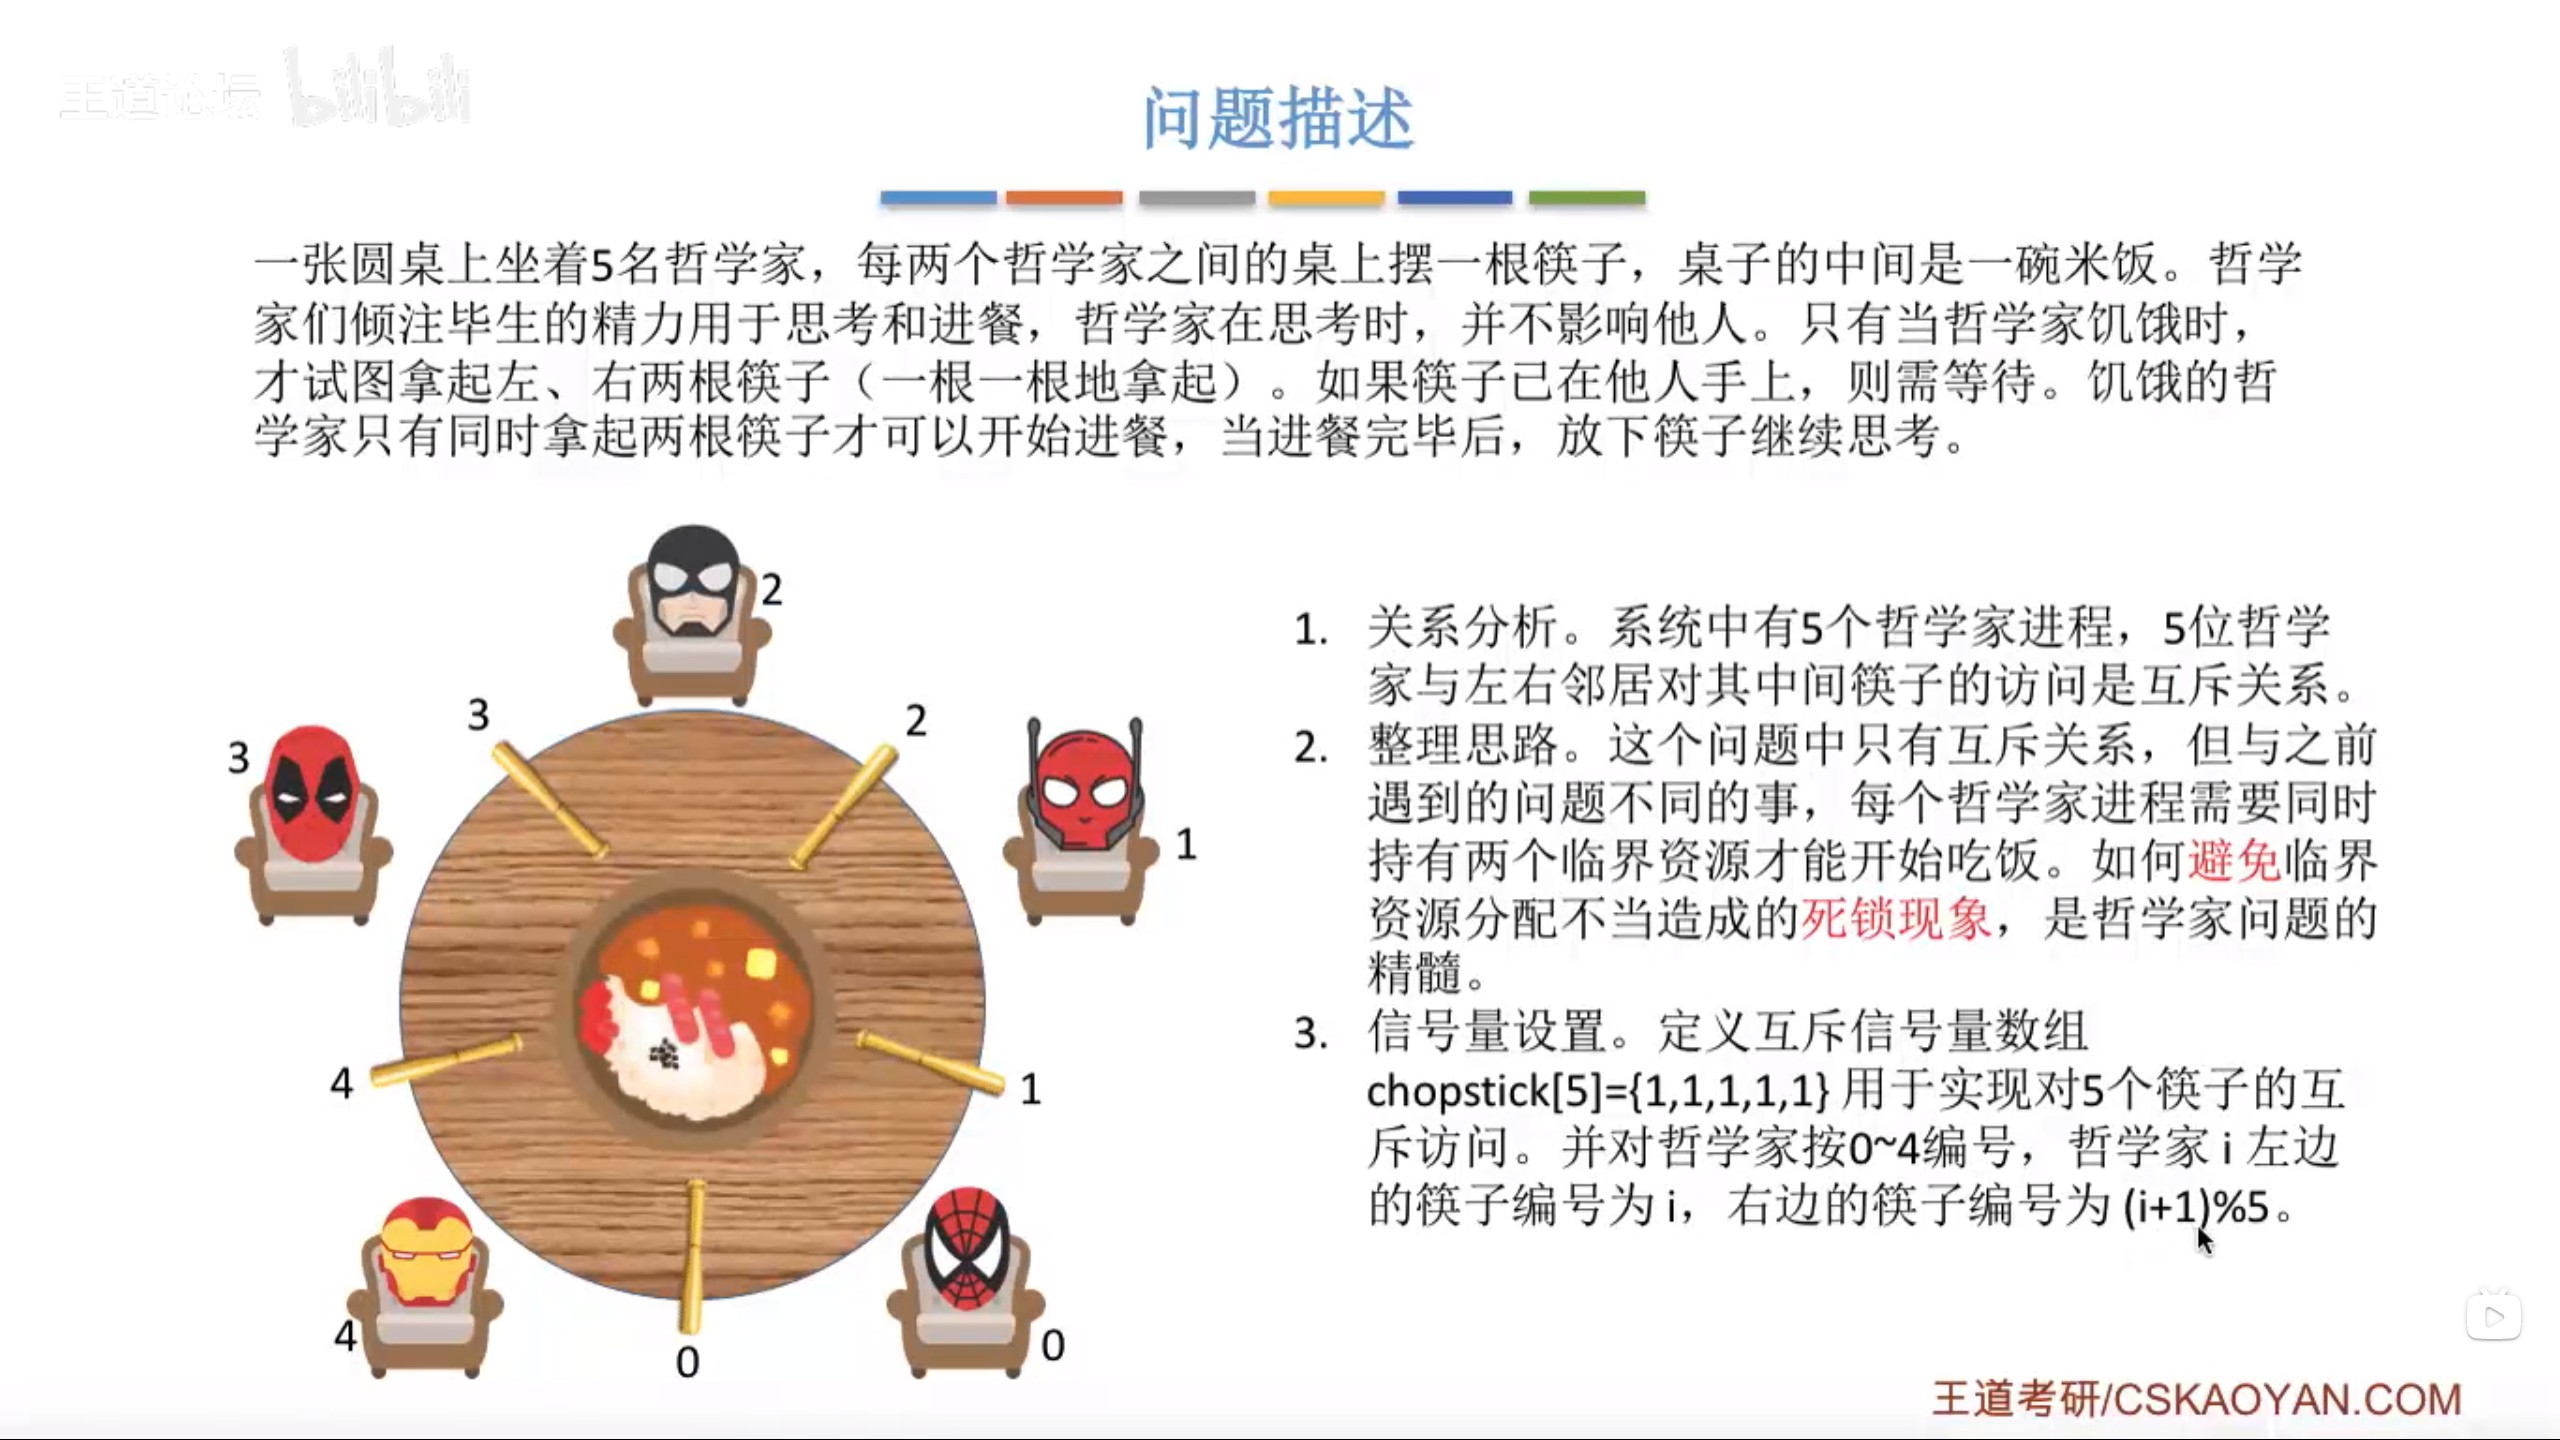 王道论坛 bilibili
问题描述
一张圆桌上坐着5名哲学家，每两个哲学家之间的桌上摆一根筷子，桌子的中间是一碗米饭。哲学
家们倾注毕生的精力用于思考和进餐，哲学家在思考时，并不影响他人。只有当哲学家饥饿时，
才试图拿起左、右两根筷子（一根一根地拿起）。如果筷子已在他人手上，则需等待。饥饿的哲
学家只有同时拿起两根筷子才可以开始进餐，当进餐完毕后，放下筷子继续思考。
2
3
2
3
1
4
1
4
0
0
1. 关系分析。系统中有5个哲学家进程，5位哲学
家与左右邻居对其中间筷子的访问是互斥关系。
2. 整理思路。这个问题中只有互斥关系，但与之前
遇到的问题不同的事，每个哲学家进程需要同时
持有两个临界资源才能开始吃饭。如何避免临界
资源分配不当造成的死锁现象，是哲学家问题的
精髓。
3. 信号量设置。定义互斥信号量数组
chopstick[5]={1,1,1,1,1} 用于实现对5个筷子的互
斥访问。并对哲学家按0~4编号，哲学家 i 左边
的筷子编号为 i，右边的筷子编号为 (i+1)%5。
王道考研/CSKAOYAN.COM